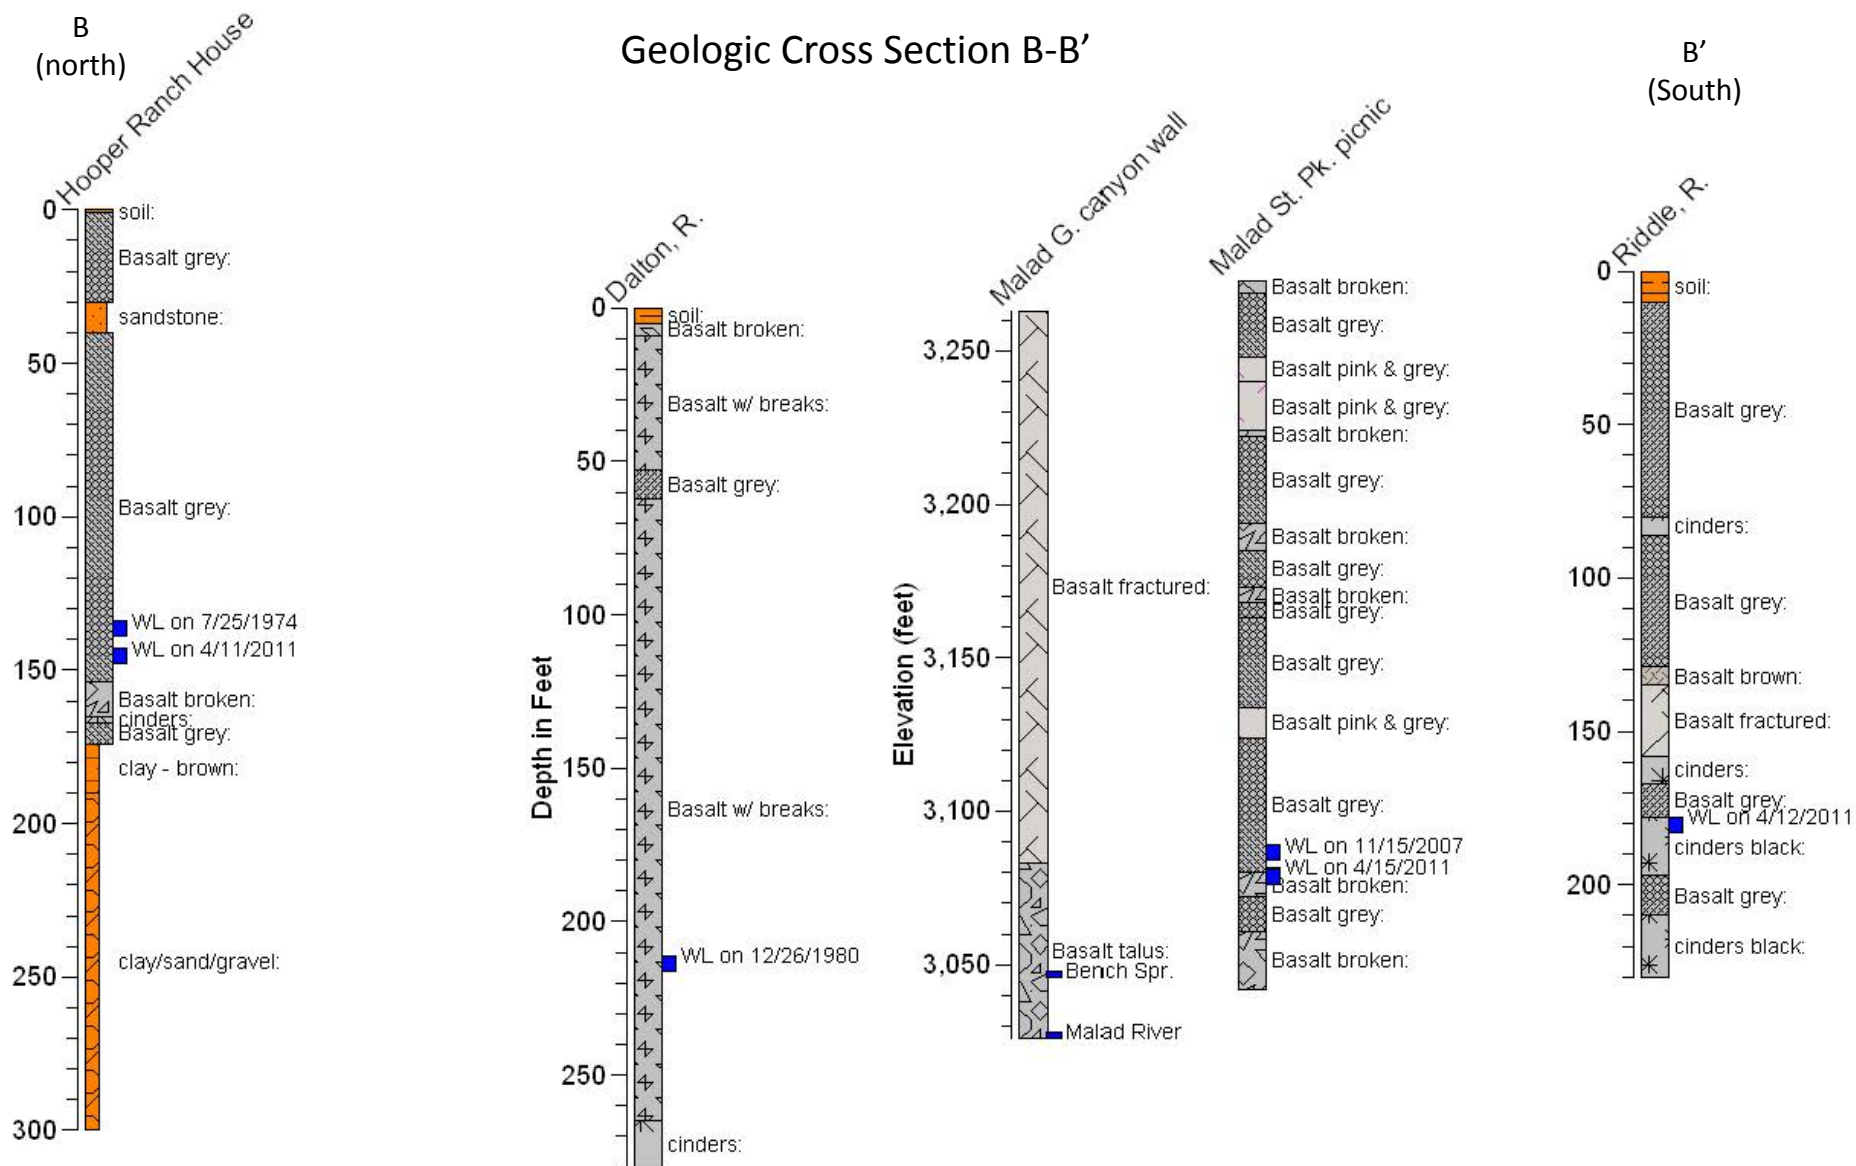 B
(north)
Geologic Cross Section B-B’
B’
(South)
Hooper Ranch House
0
50
100
150
200
250
300
soil:
Basalt grey:
sandstone:
Basalt grey:
WL on 7/25/1974
WL on 4/11/2011
Basalt broken:
cinders:
Basalt grey:
clay - brown:
clay/sand/gravel:
Dalton, R.
Depth in Feet
0
50
100
150
200
250
soil:
Basalt broken:
Basalt w/ breaks:
Basalt grey:
Basalt w/ breaks:
WL on 12/26/1980
cinders:
Malad G. canyon wall
Elevation (feet)
3,250
3,200
3,150
3,100
3,050
Basalt fractured:
Basalt talus:
Bench Spr.
Malad River
Malad St. Pk. picnic
Basalt broken:
Basalt grey:
Basalt pink & grey:
Basalt pink & grey:
Basalt broken:
Basalt grey:
Basalt broken:
Basalt grey:
Basalt broken:
Basalt grey:
Basalt grey:
Basalt pink & grey:
Basalt grey:
WL on 11/15/2007
WL on 4/15/2011
Basalt broken:
Basalt grey:
Basalt broken:
Riddle, R.
0
50
100
150
200
soil:
Basalt grey:
cinders:
Basalt grey:
Basalt brown:
Basalt fractured:
cinders:
Basalt grey:
WL on 4/12/2011
cinders black:
Basalt grey:
cinders black: